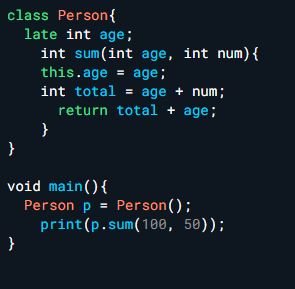 class Person{
  late int age;
    int sum(int age, int num){
    this.age = age;
    int total = age + num;
      return total + age;
    }
}

void main(){
  Person p = Person();
    print(p.sum(100, 50));
}